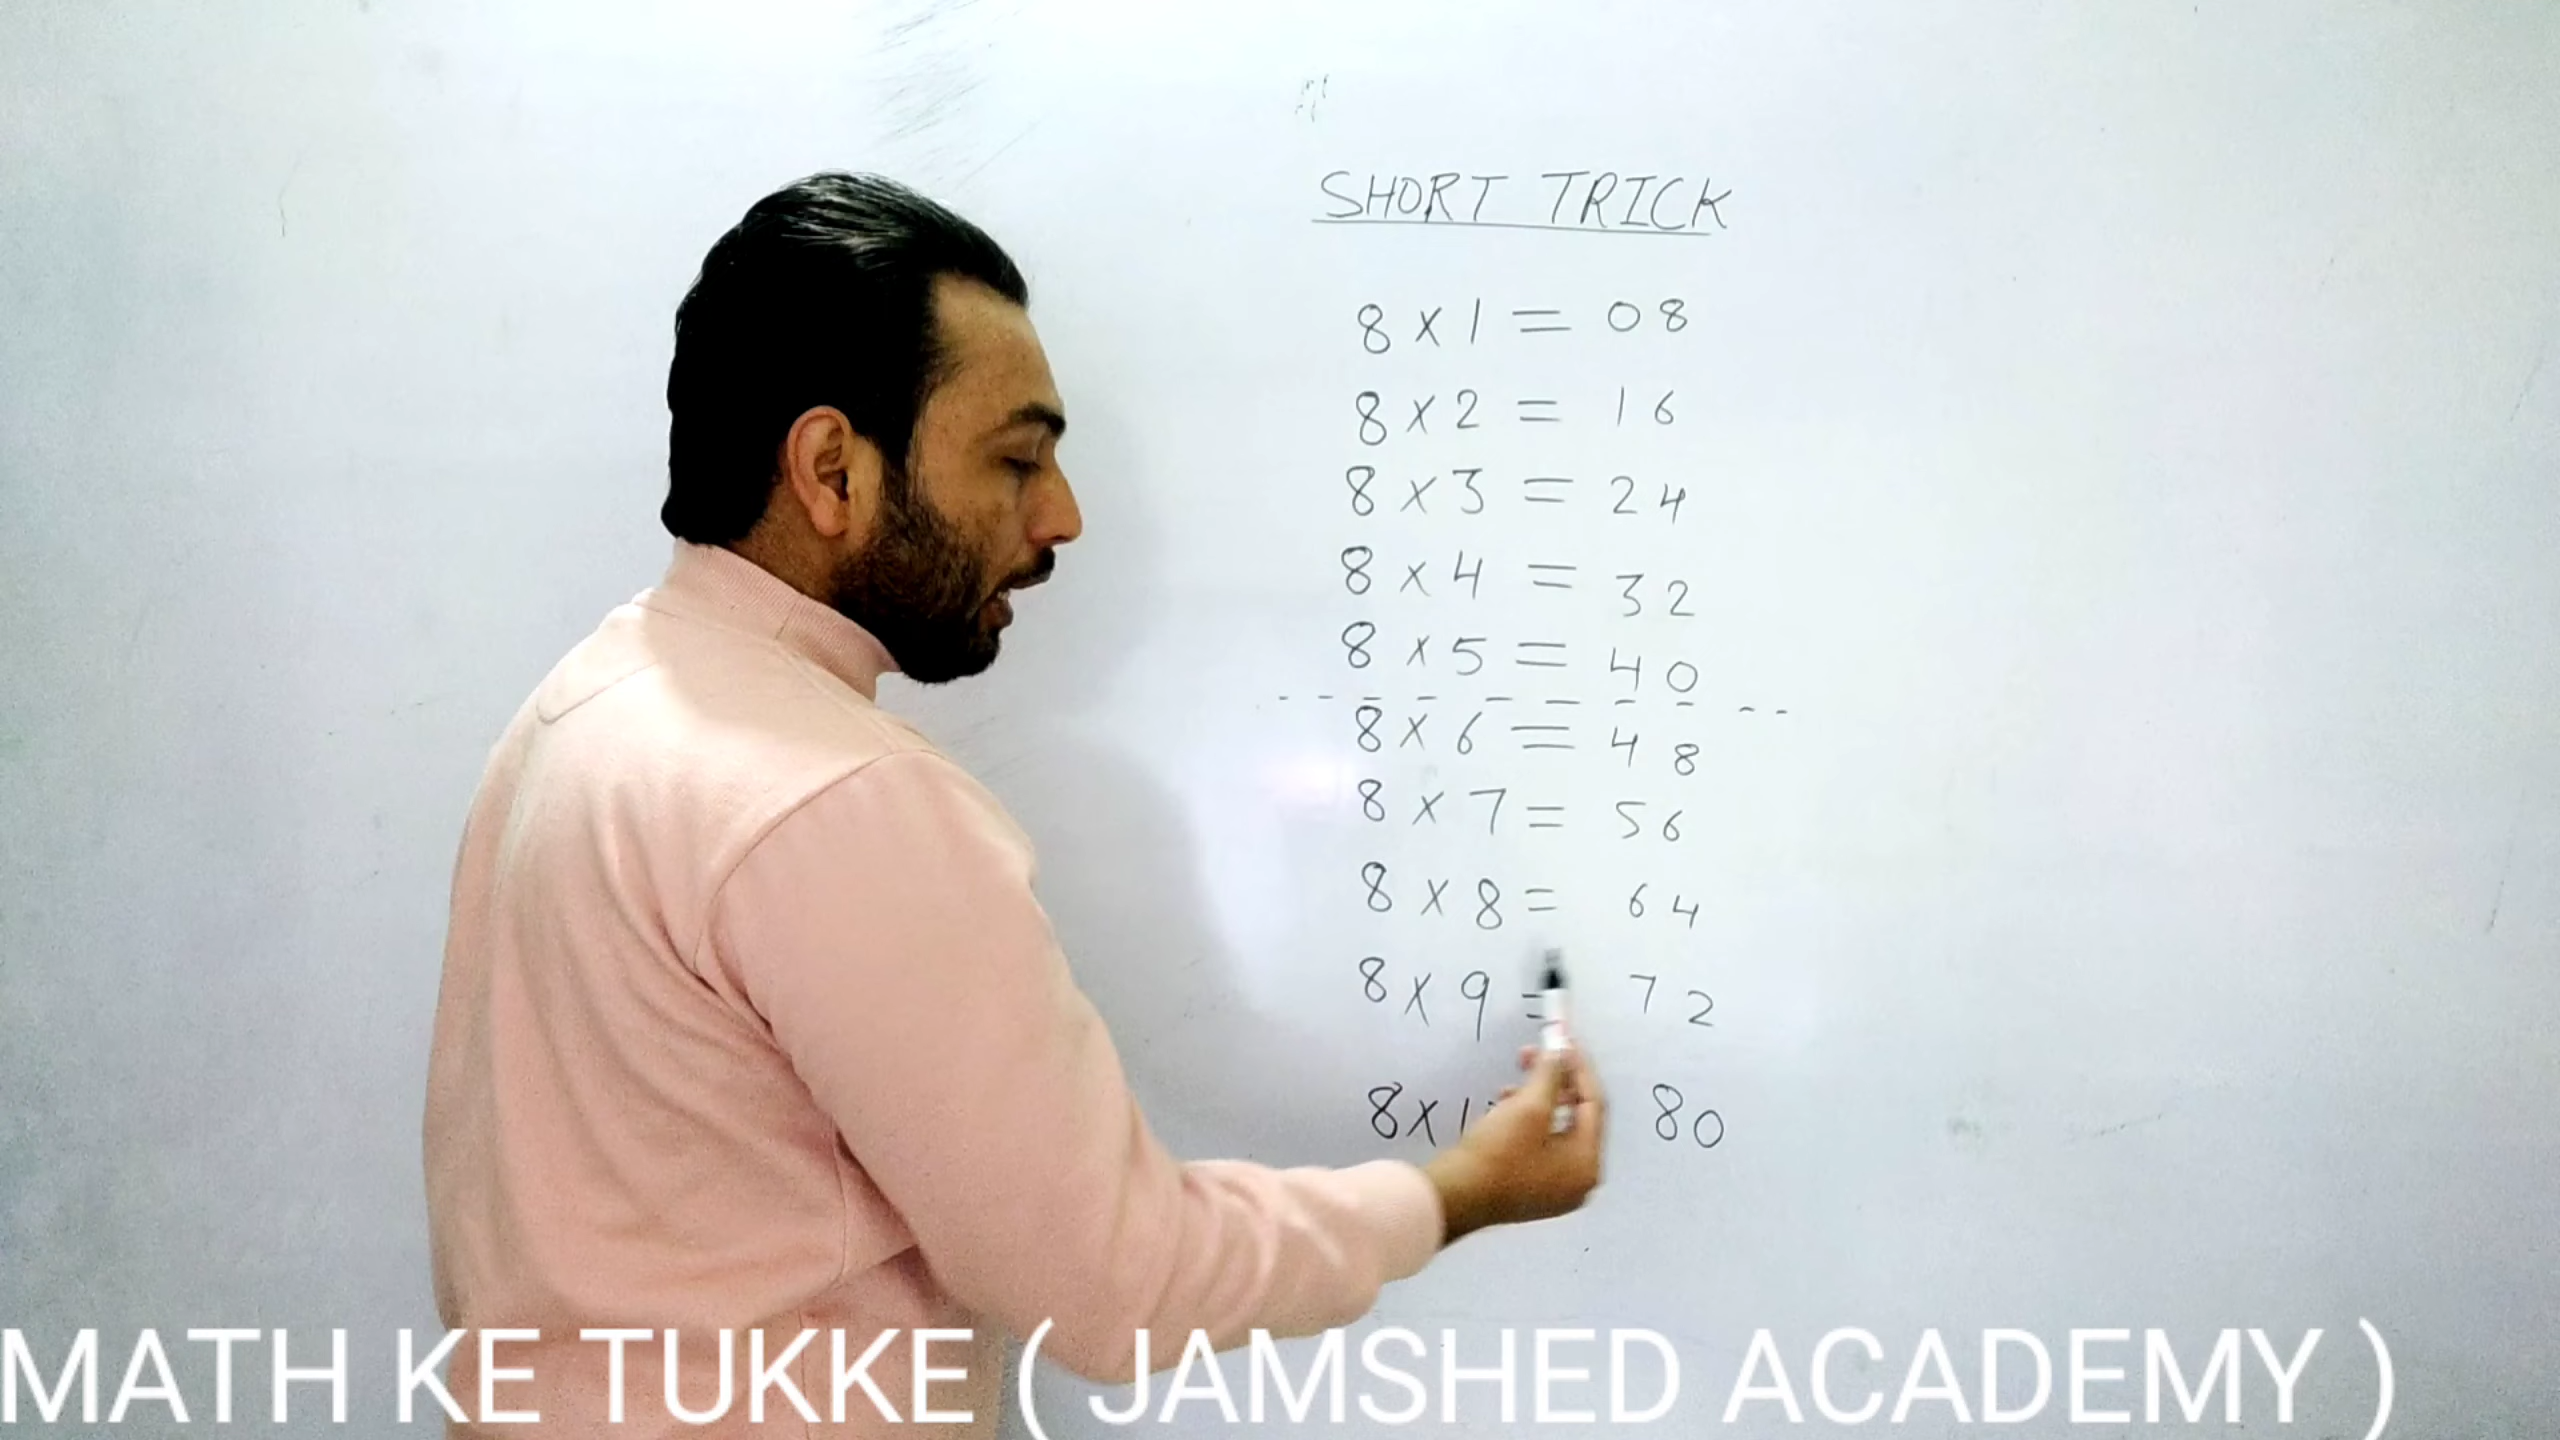 SHORT TRICK
8 x 1 = 08
8 x 2 = 16
8 x 3 = 24
8 x 4 = 32
8 x 5 = 40
8 x 6 = 48
8 x 7 = 56
8 x 8 = 64
8 x 9 = 72
8 x 1 80
MATH KE TUKKE ( JAMSHED ACADEMY )